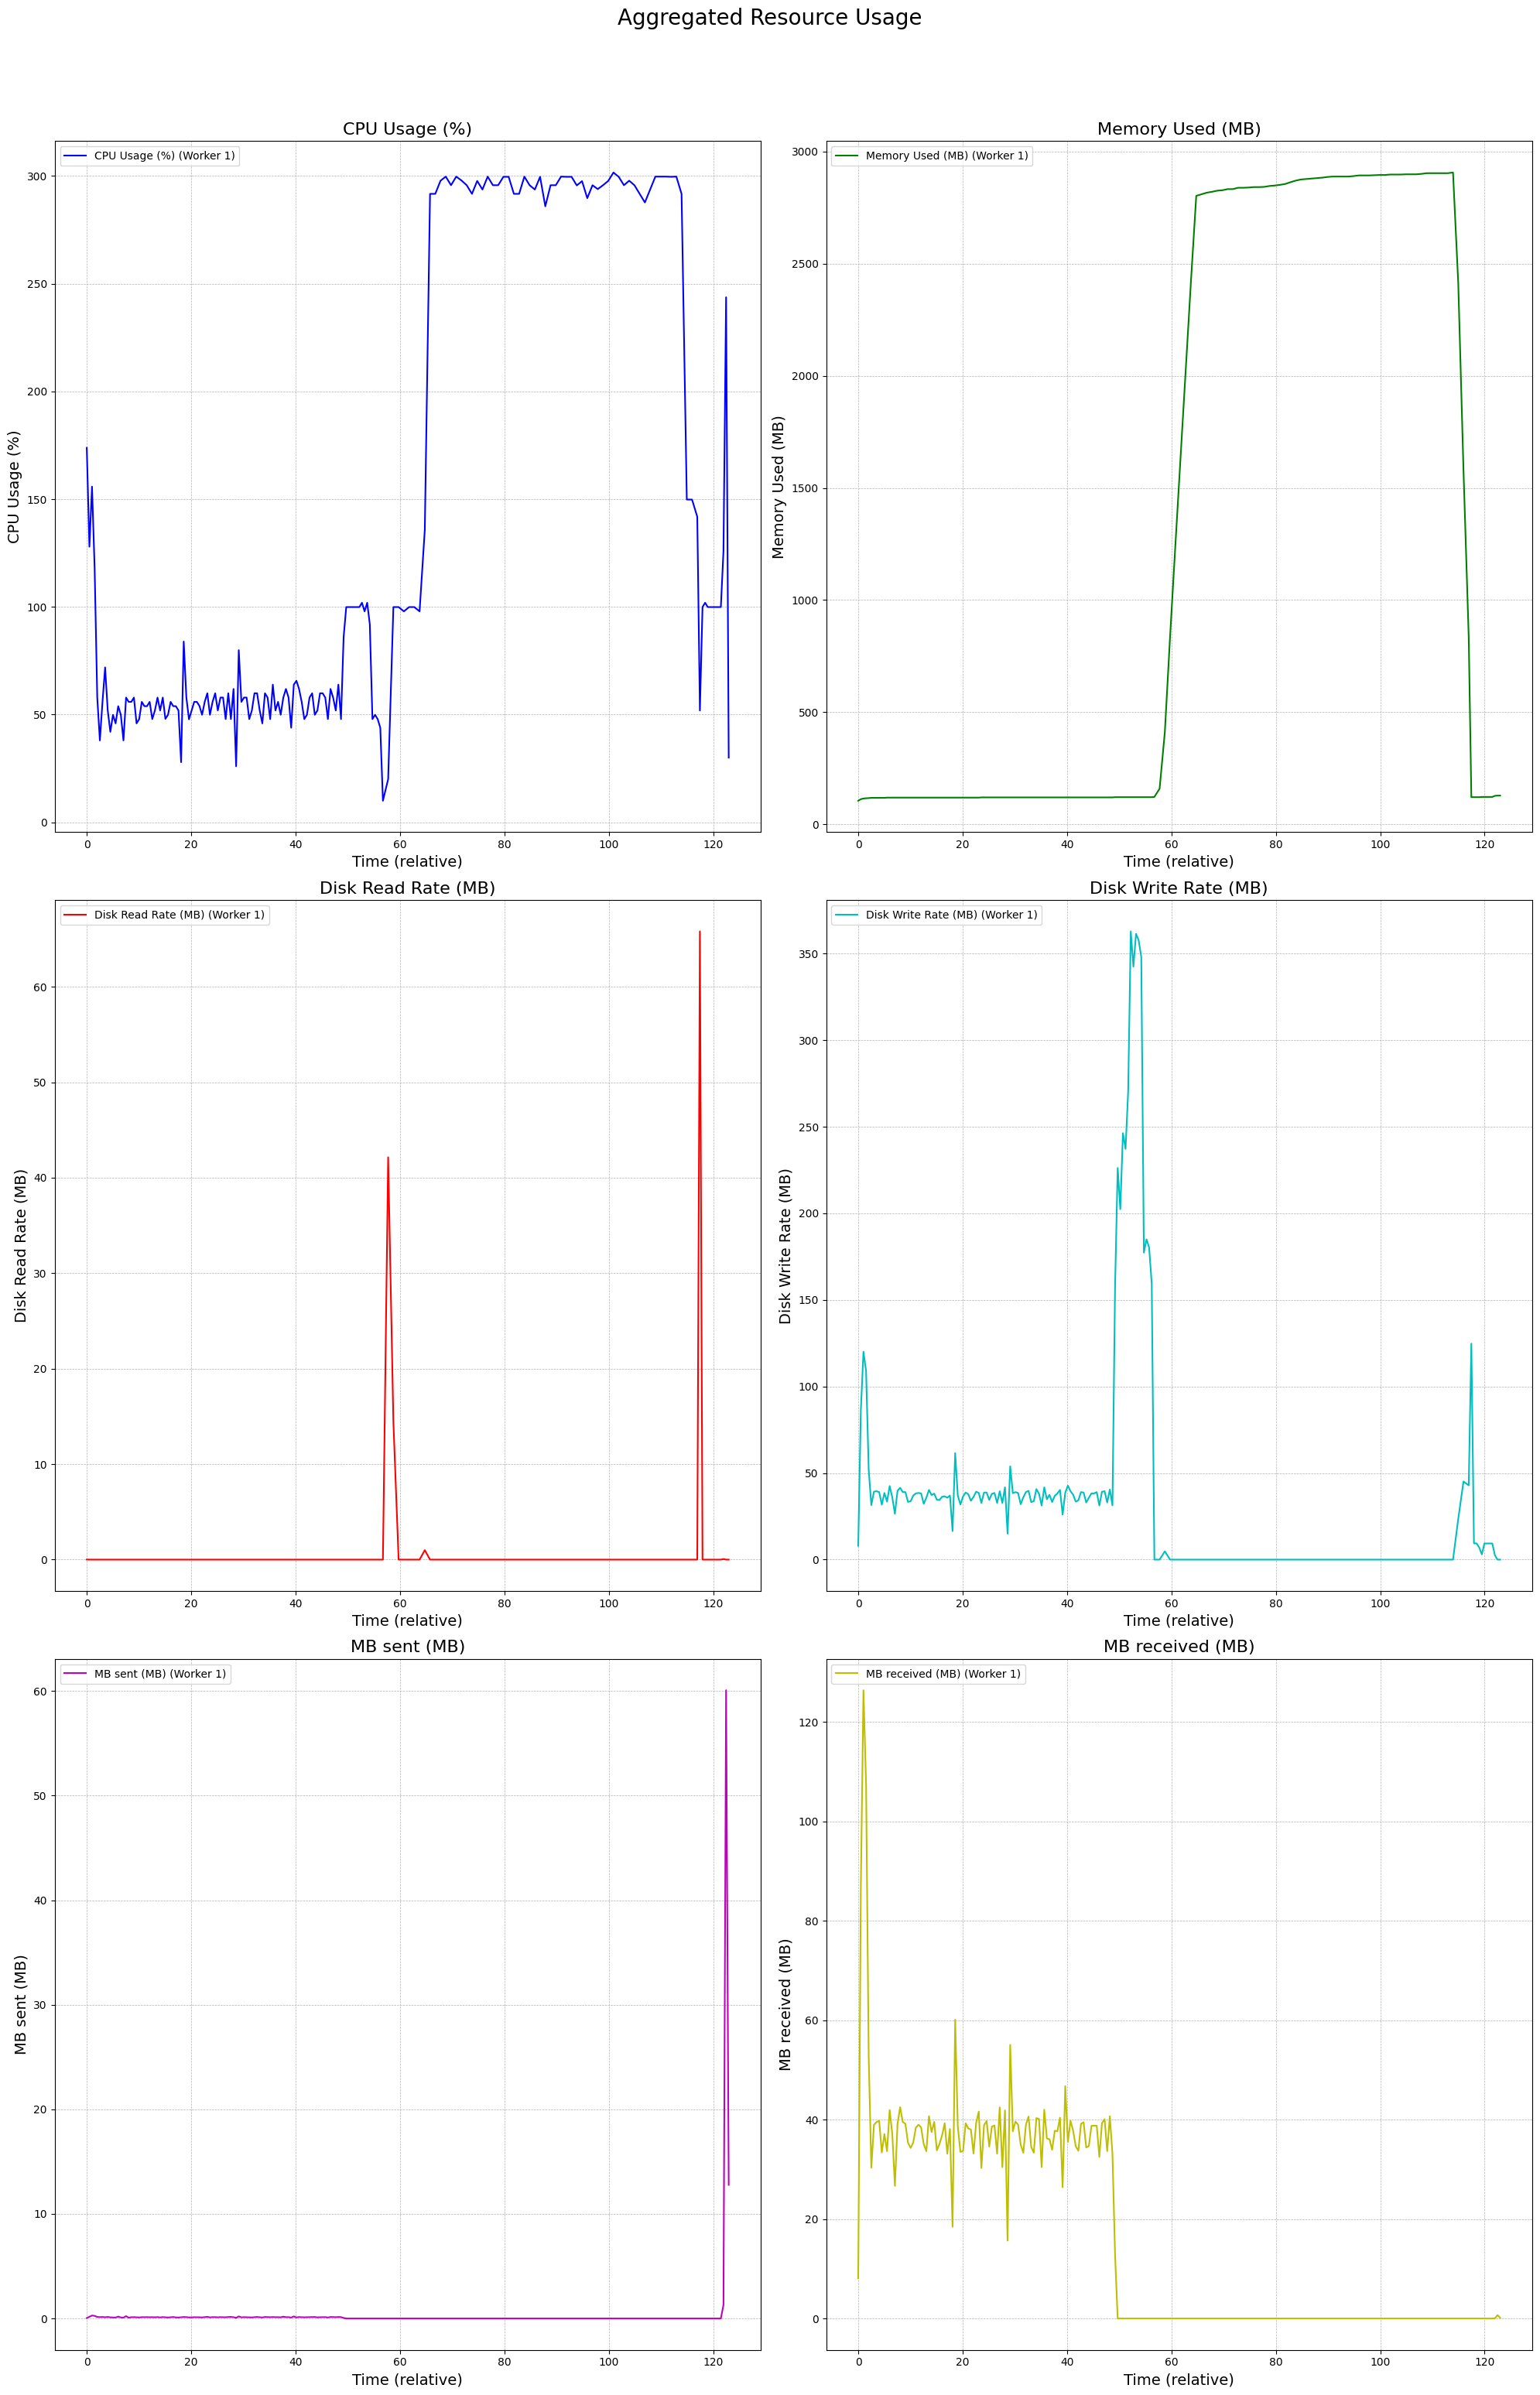 Aggregated Resource Usage
CPU Usage (%)
CPU Usage (%) (Worker 1)
CPU Usage (%)
300
250
200
150
100
50
0
0 20 40 60 80 100 120
Time (relative)
Memory Used (MB)
Memory Used (MB) (Worker 1)
Memory Used (MB)
3000
2500
2000
1500
1000
500
0
0 20 40 60 80 100 120
Time (relative)
Disk Read Rate (MB)
Disk Read Rate (MB) (Worker 1)
Disk Read Rate (MB)
60
50
40
30
20
10
0
0 20 40 60 80 100 120
Time (relative)
Disk Write Rate (MB)
Disk Write Rate (MB) (Worker 1)
Disk Write Rate (MB)
350
300
250
200
150
100
50
0
0 20 40 60 80 100 120
Time (relative)
MB sent (MB)
MB sent (MB) (Worker 1)
MB sent (MB)
60
50
40
30
20
10
0
0 20 40 60 80 100 120
Time (relative)
MB received (MB)
MB received (MB) (Worker 1)
MB received (MB)
120
100
80
60
40
20
0
0 20 40 60 80 100 120
Time (relative)